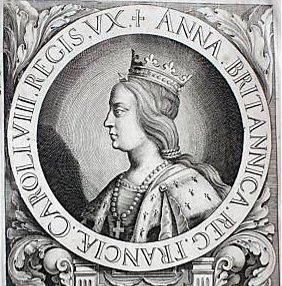 ✝ ANNA. BRITANNICA. REG. FRANCIÆ. CAROLI VIII. REGIS. VX.